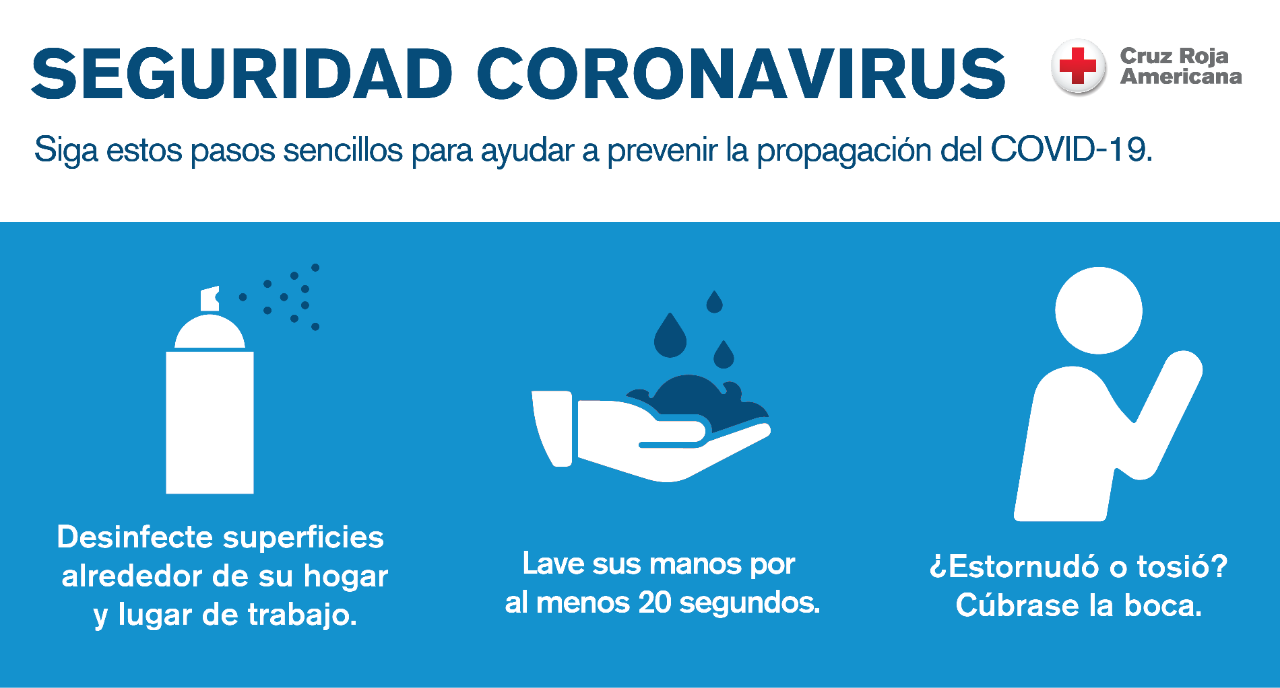 SEGURIDAD CORONAVIRUS
Cruz Roja
Americana
Siga estos pasos sencillos para ayudar a prevenir la propagación del COVID-19.
Desinfecte superficies
alrededor de su hogar
y lugar de trabajo.
Lave sus manos por
al menos 20 segundos.
¿Estornudó o tosió?
Cúbrase la boca.